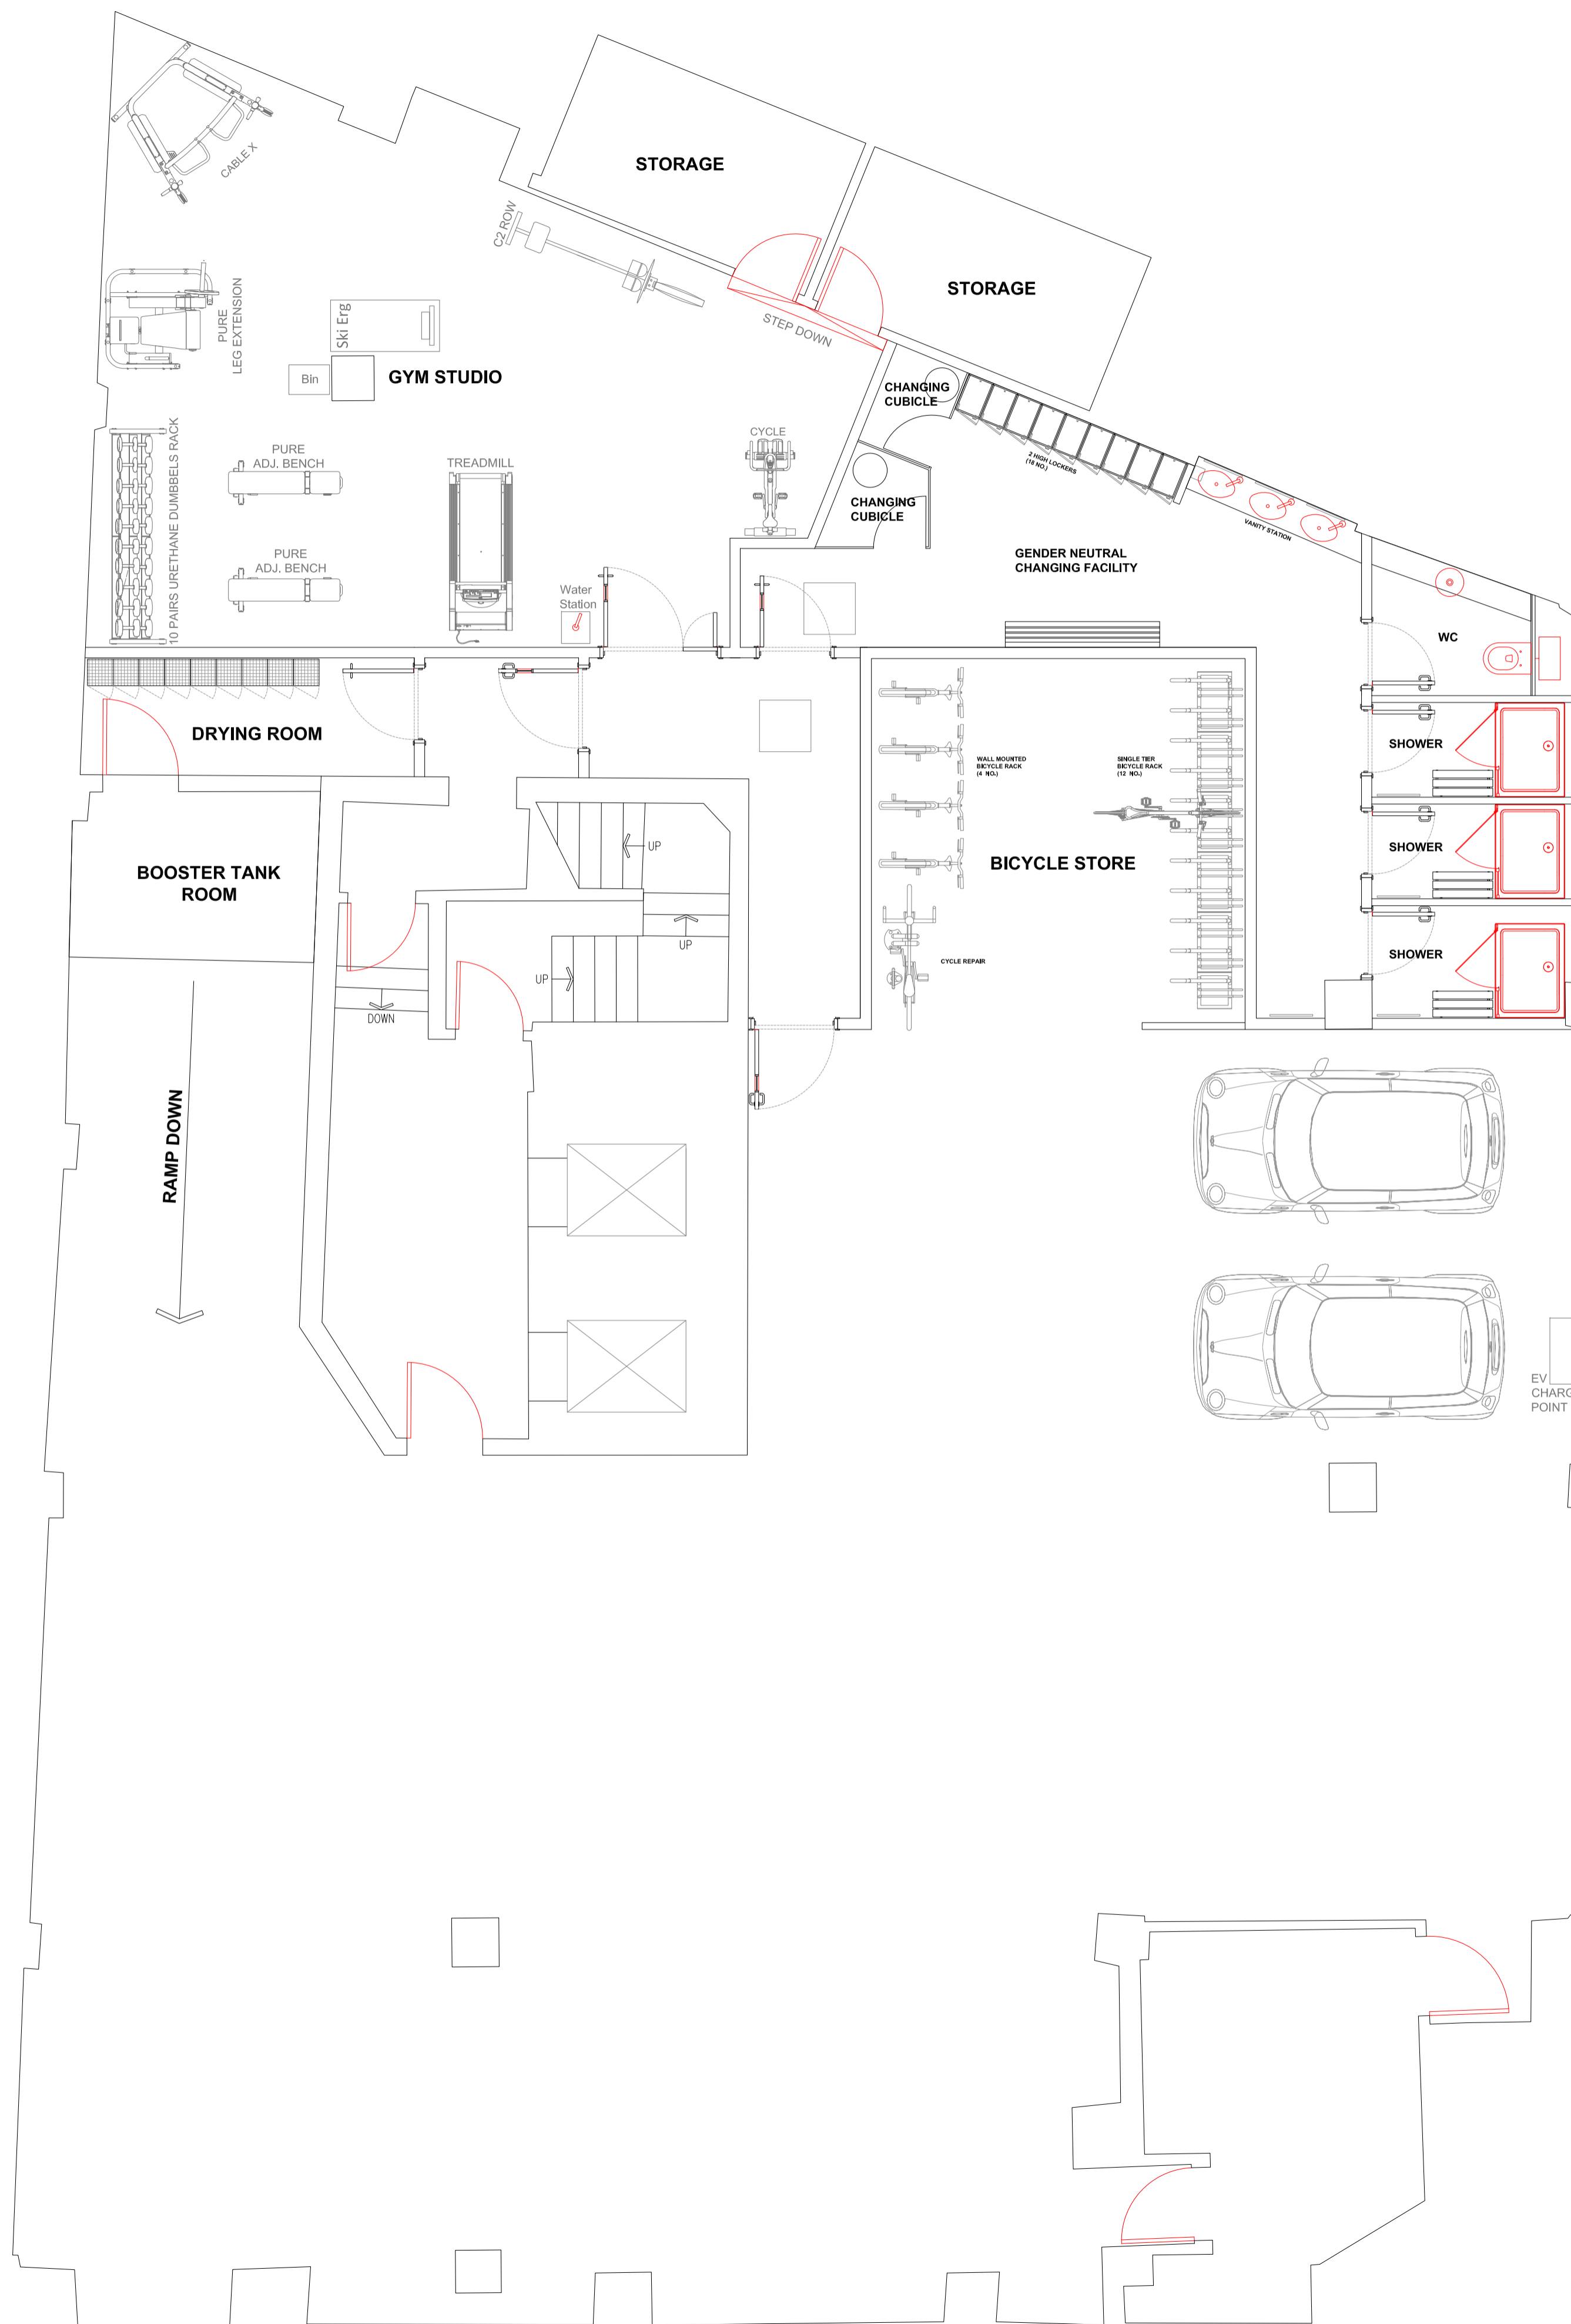 STORAGE
CABLE X
C2 ROW
STORAGE
PURE
LEG EXTENSION
Ski Erg
STEP DOWN
Bin
GYM STUDIO
CHANGING
CUBICLE
10 PAIRS URETHANE DUMBBELS RACK
PURE
ADJ. BENCH
TREADMILL
CYCLE
2 HIGH LOCKERS
(18 NO.)
CHANGING
CUBICLE
VANITY STATION
PURE
ADJ. BENCH
GENDER NEUTRAL
CHANGING FACILITY
Water
Station
WC
DRYING ROOM
SHOWER
WALL MOUNTED
BICYCLE RACK
(4 NO.)
SINGLE TIER
BICYCLE RACK
(12 NO.)
UP
SHOWER
BOOSTER TANK
ROOM
BICYCLE STORE
UP
SHOWER
CYCLE REPAIR
UP
DOWN
RAMP DOWN
EV
CHARG
POINT